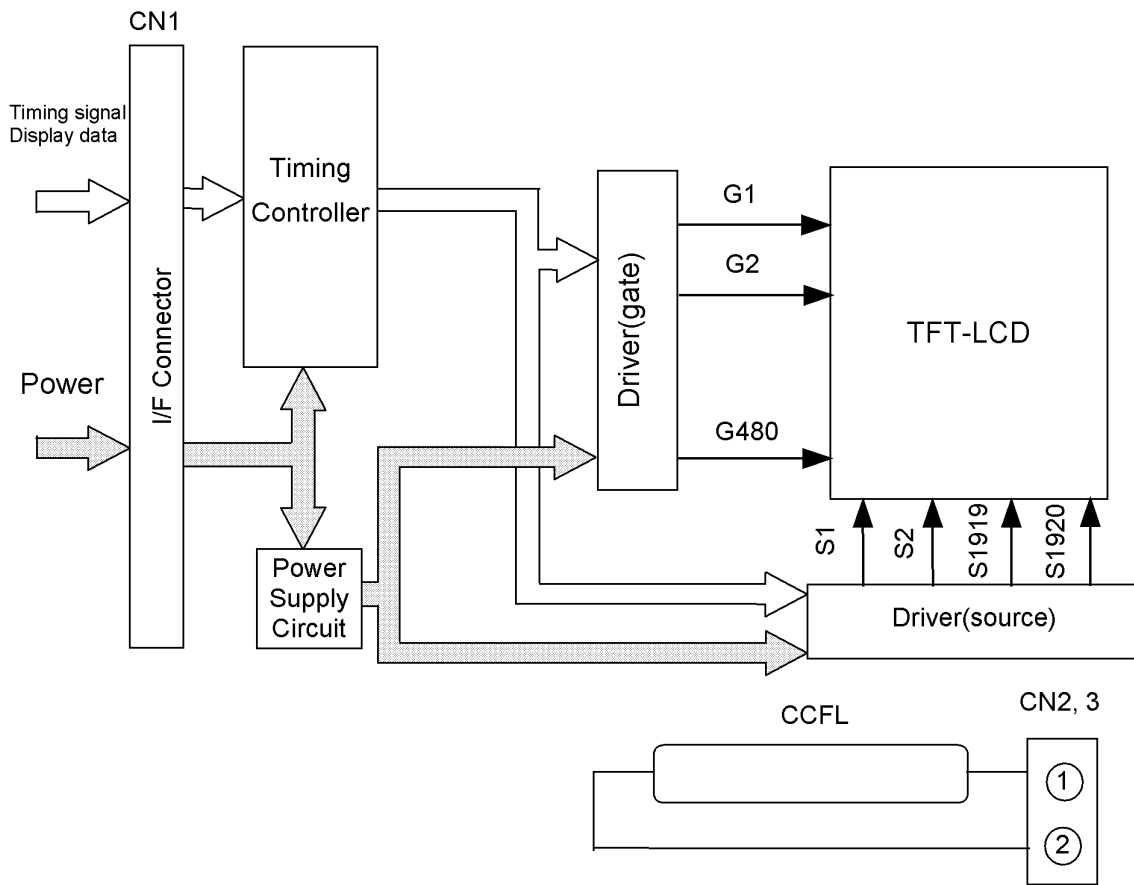 CN1
Timing signal
Display data
Power
I/F Connector
Timing
Controller
Power
Supply
Circuit
Driver(gate)
G1
G2
G480
TFT-LCD
S1
S2
S1919
S1920
Driver(source)
CCFL
CN2, 3
1
2